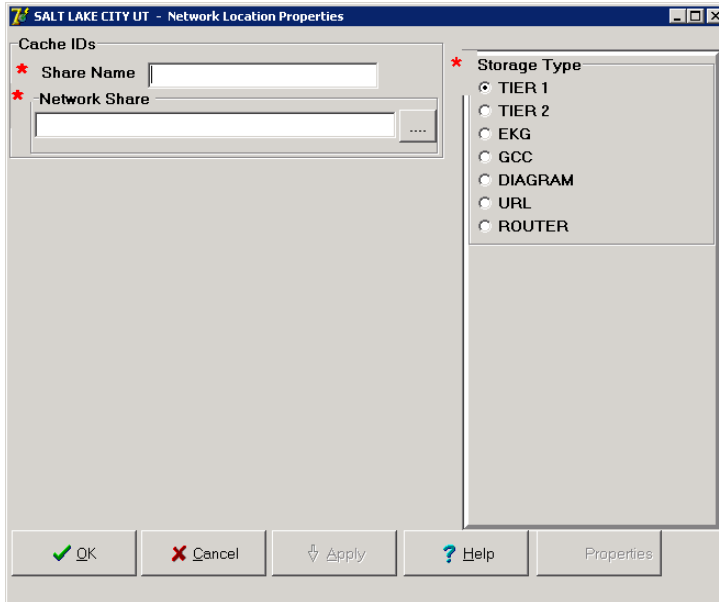 SALT LAKE CITY UT - Network Location Properties
Cache IDs
* Share Name
* Network Share
....
* Storage Type
TIER 1
TIER 2
EKG
GCC
DIAGRAM
URL
ROUTER
OK
Cancel
Apply
? Help
Properties